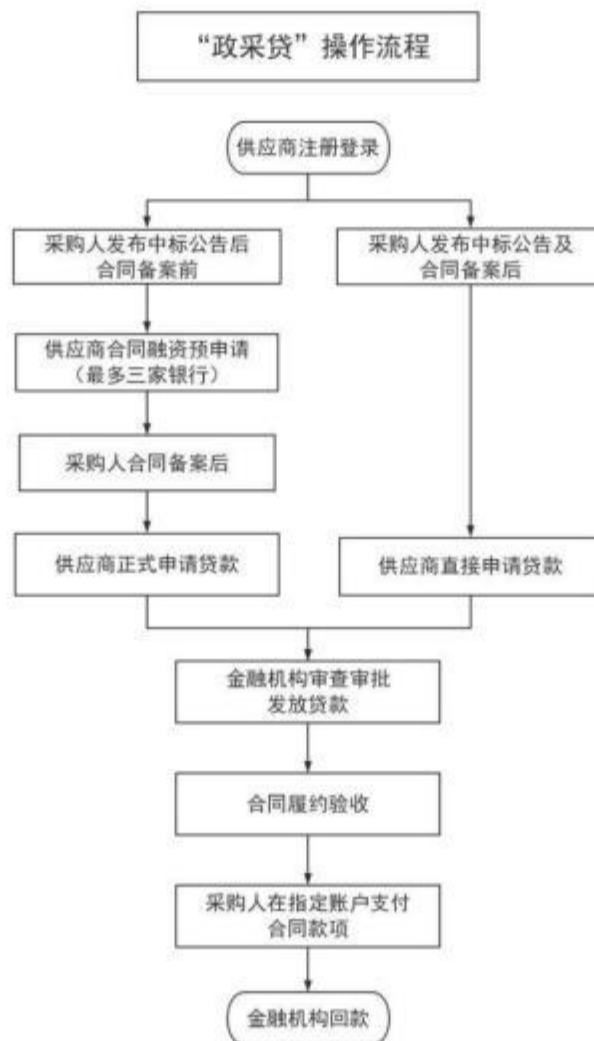 “政采贷”操作流程
供应商注册登录
采购人发布中标公告后
合同备案前
采购人发布中标公告及
合同备案后
供应商合同融资预申请
（最多三家银行）
采购人合同备案后
供应商正式申请贷款
供应商直接申请贷款
金融机构审查审批
发放贷款
合同履约验收
采购人在指定账户支付
合同款项
金融机构回款